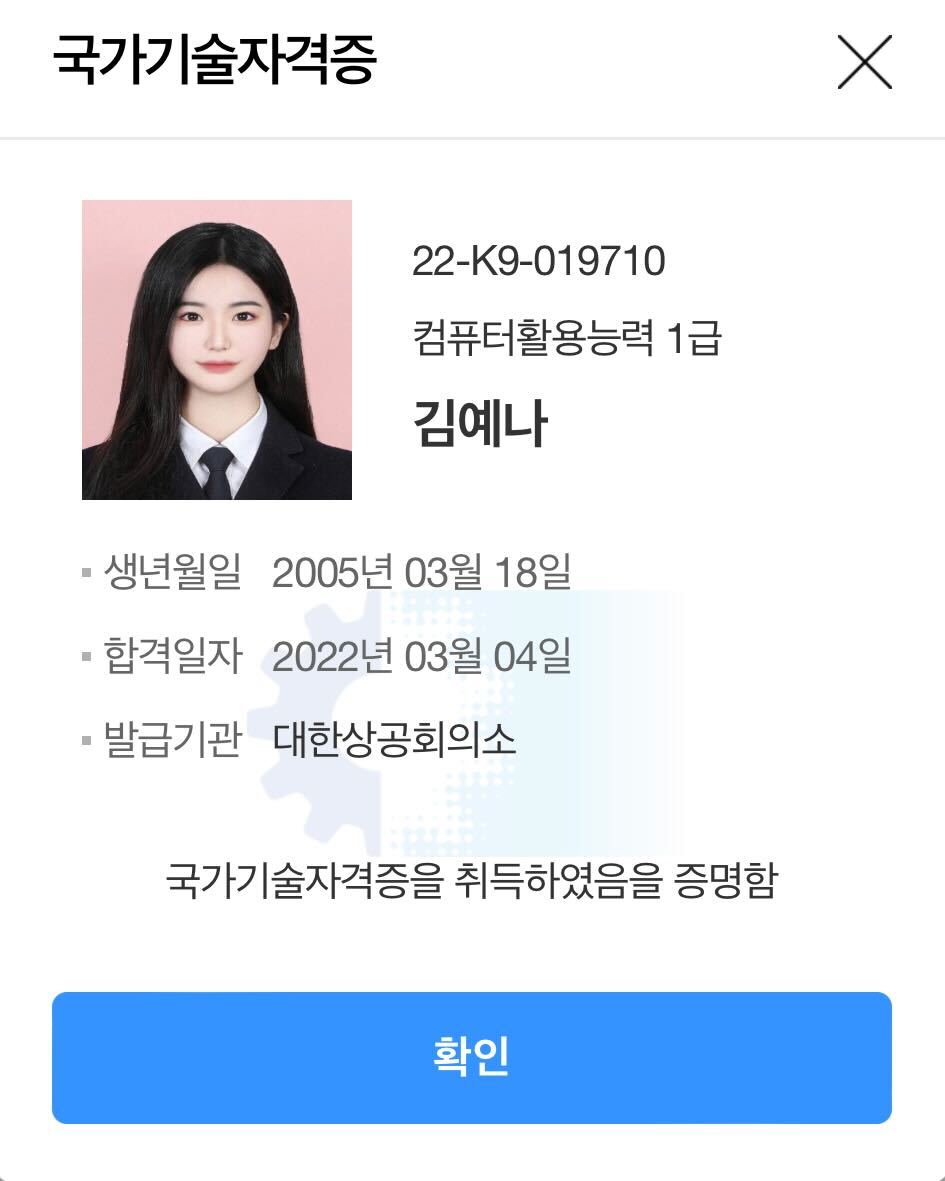 국가기술자격증
22-K9-019710
컴퓨터활용능력 1급
김예나
생년월일 2005년 03월 18일
합격일자 2022년 03월 04일
발급기관 대한상공회의소
국가기술자격증을 취득하였음을 증명함
확인